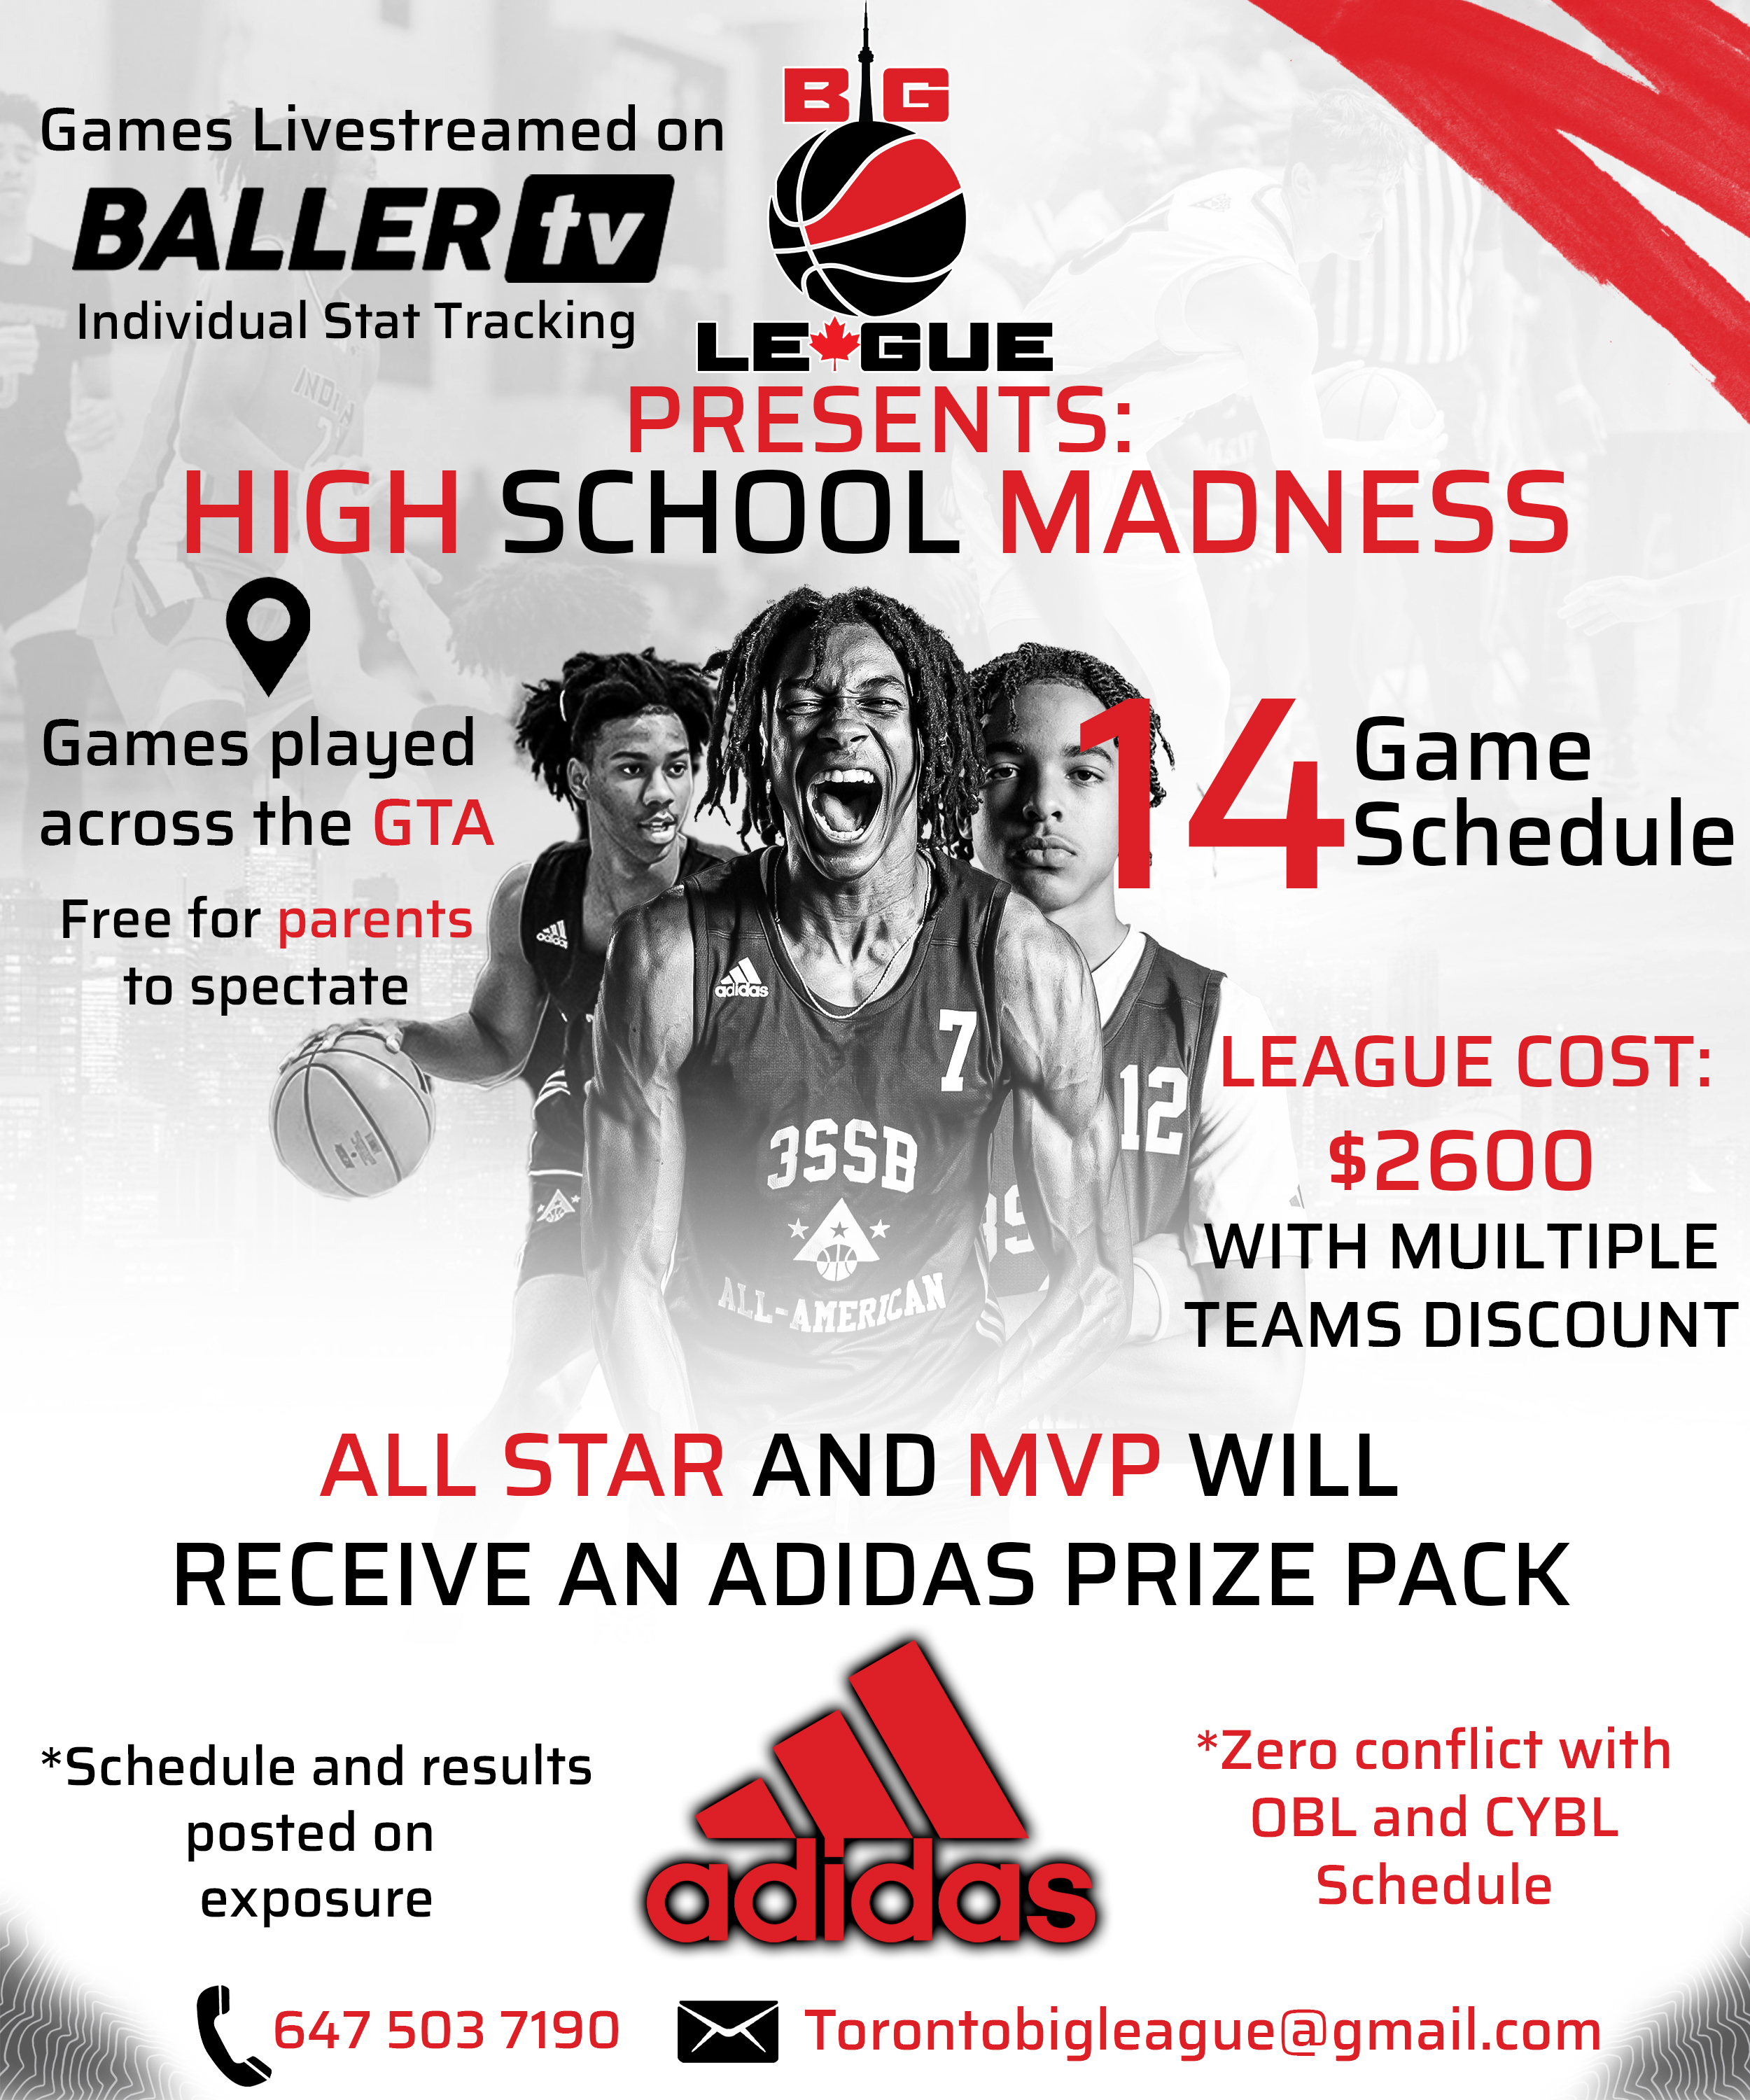 Games Livestreamed on
BALLER tv
Individual Stat Tracking
BIG
LEAGUE
PRESENTS:
HIGH SCHOOL MADNESS
Games played
across the GTA
Free for parents
to spectate
14 Game
Schedule
adidas
adidas
7
12
3SSB
ALL-AMERICAN
LEAGUE COST:
$2600
WITH MUILTIPLE
TEAMS DISCOUNT
ALL STAR AND MVP WILL
RECEIVE AN ADIDAS PRIZE PACK
*Schedule and results
posted on
exposure
adidas
*Zero conflict with
OBL and CYBL
Schedule
647 503 7190
Torontobigleague@gmail.com